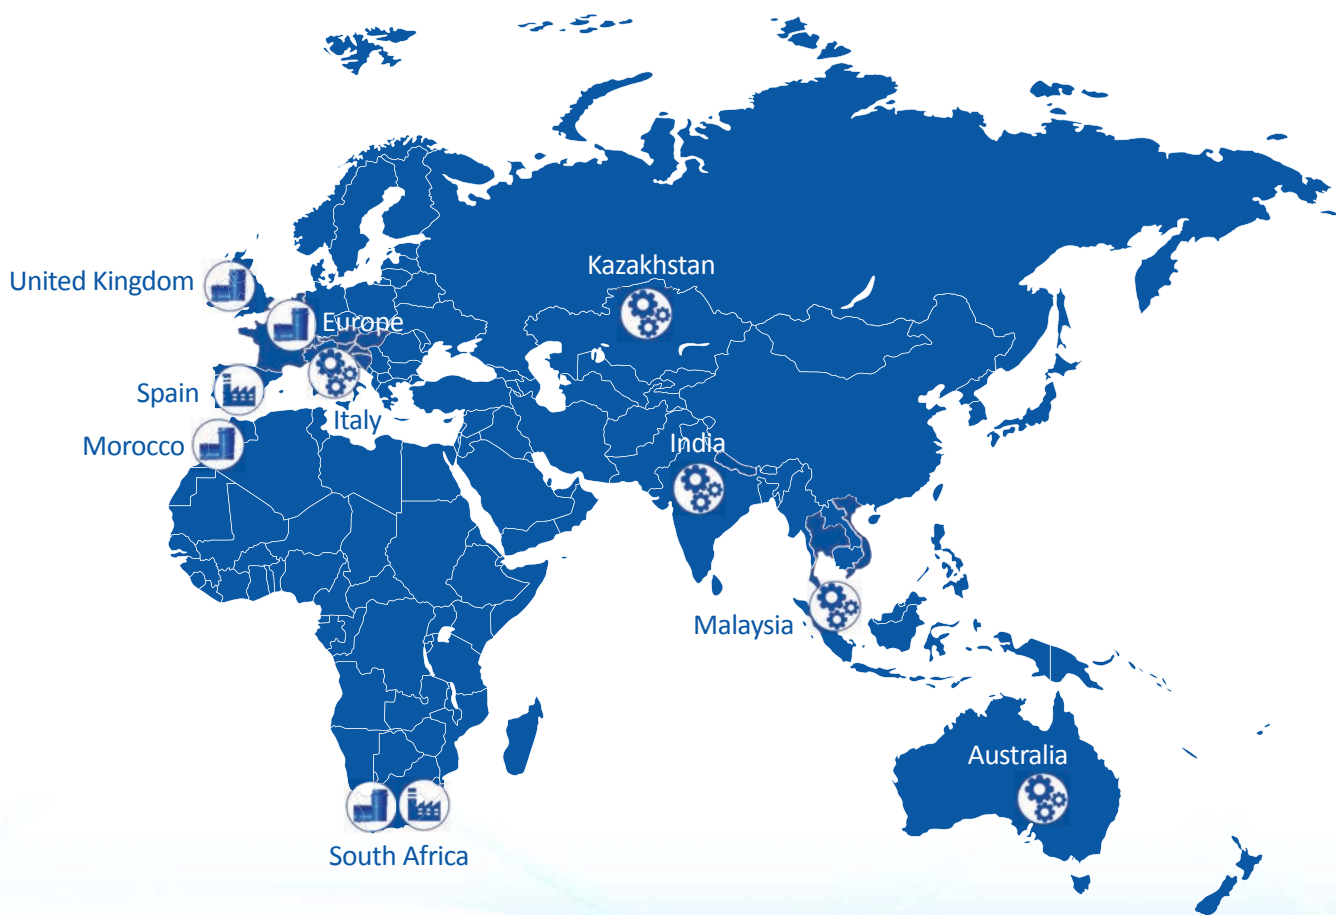 Kazakhstan
United Kingdom
Europe
Spain
Italy
Morocco
India
Malaysia
Australia
South Africa